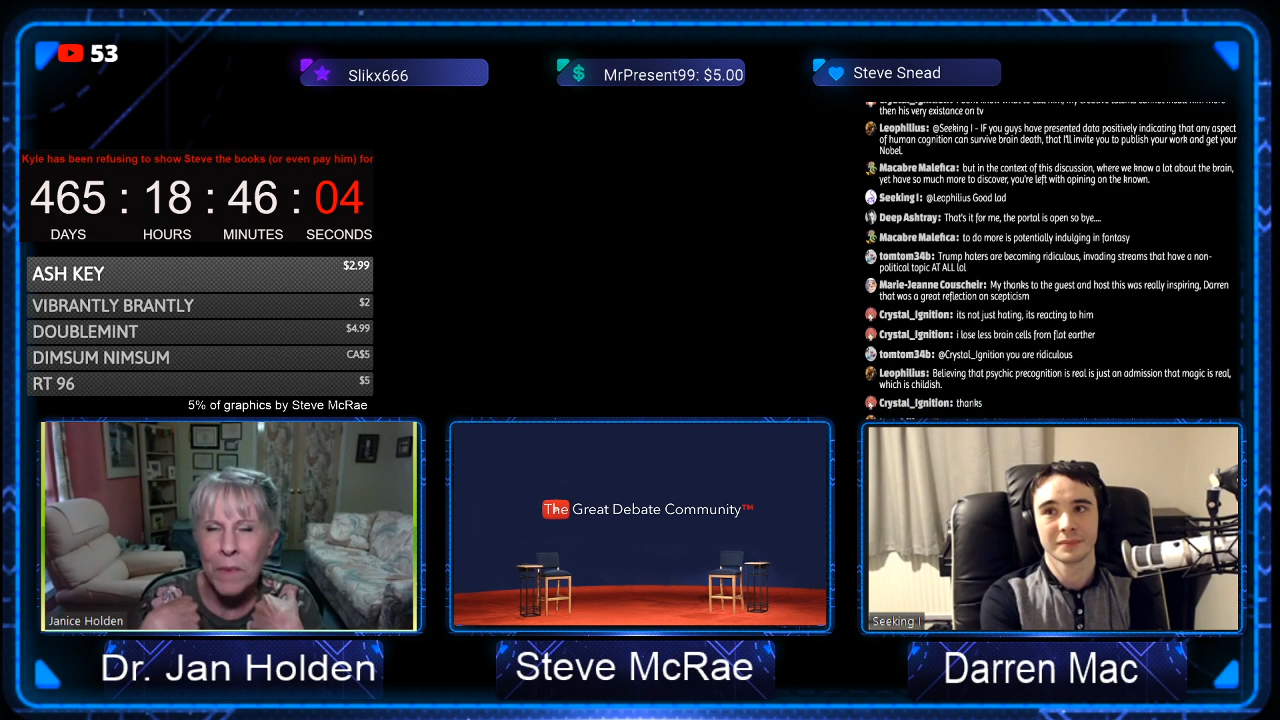 53
Slikx666
MrPresent99: $5.00
Steve Snead
Kyle has been refusing to show Steve the books (or even pay him) for
465 : 18 : 46 : 04
DAYS HOURS MINUTES SECONDS
ASH KEY $2.99
VIBRANTLY BRANTLY $2
DOUBLEMINT $4.99
DIMSUM NIMSUM CA$5
RT 96 $5
5% of graphics by Steve McRae
then his very existance on tv
Leophilius: @Seeking I - IF you guys have presented data positively indicating that any aspect
of human cognition can survive brain death, that I'll invite you to publish your work and get your
Nobel.
Macabre Malefica: but in the context of this discussion, where we know a lot about the brain,
yet have so much more to discover, you're left with opining on the known.
Seeking I: @Leophilius Good lad
Deep Ashtray: That's it for me, the portal is open so bye....
Macabre Malefica: to do more is potentially indulging in fantasy
tomtom34b: Trump haters are becoming ridiculous, invading streams that have a non-
political topic AT ALL lol
Marie-Jeanne Couscheir: My thanks to the guest and host this was really inspiring, Darren
that was a great reflection on scepticism
Crystal_Ignition: its not just hating, its reacting to him
Crystal_Ignition: i lose less brain cells from flat earther
tomtom34b: @Crystal_Ignition you are ridiculous
Leophilius: Believing that psychic precognition is real is just an admission that magic is real,
which is childish.
Crystal_Ignition: thanks
The Great Debate Community™
Janice Holden
Seeking I
Dr. Jan Holden
Steve McRae
Darren Mac